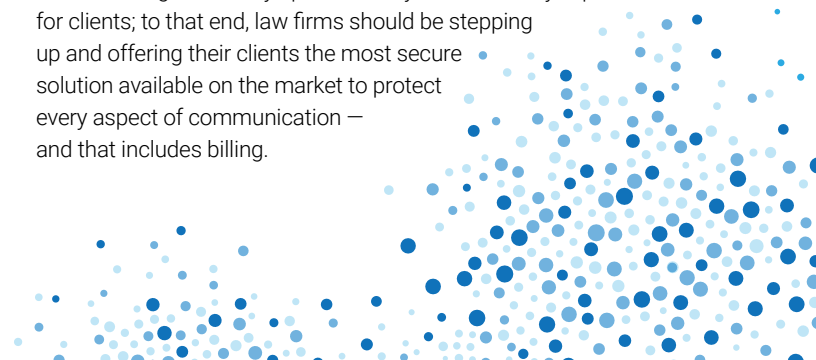 for clients; to that end, law firms should be stepping
up and offering their clients the most secure
solution available on the market to protect
every aspect of communication —
and that includes billing.